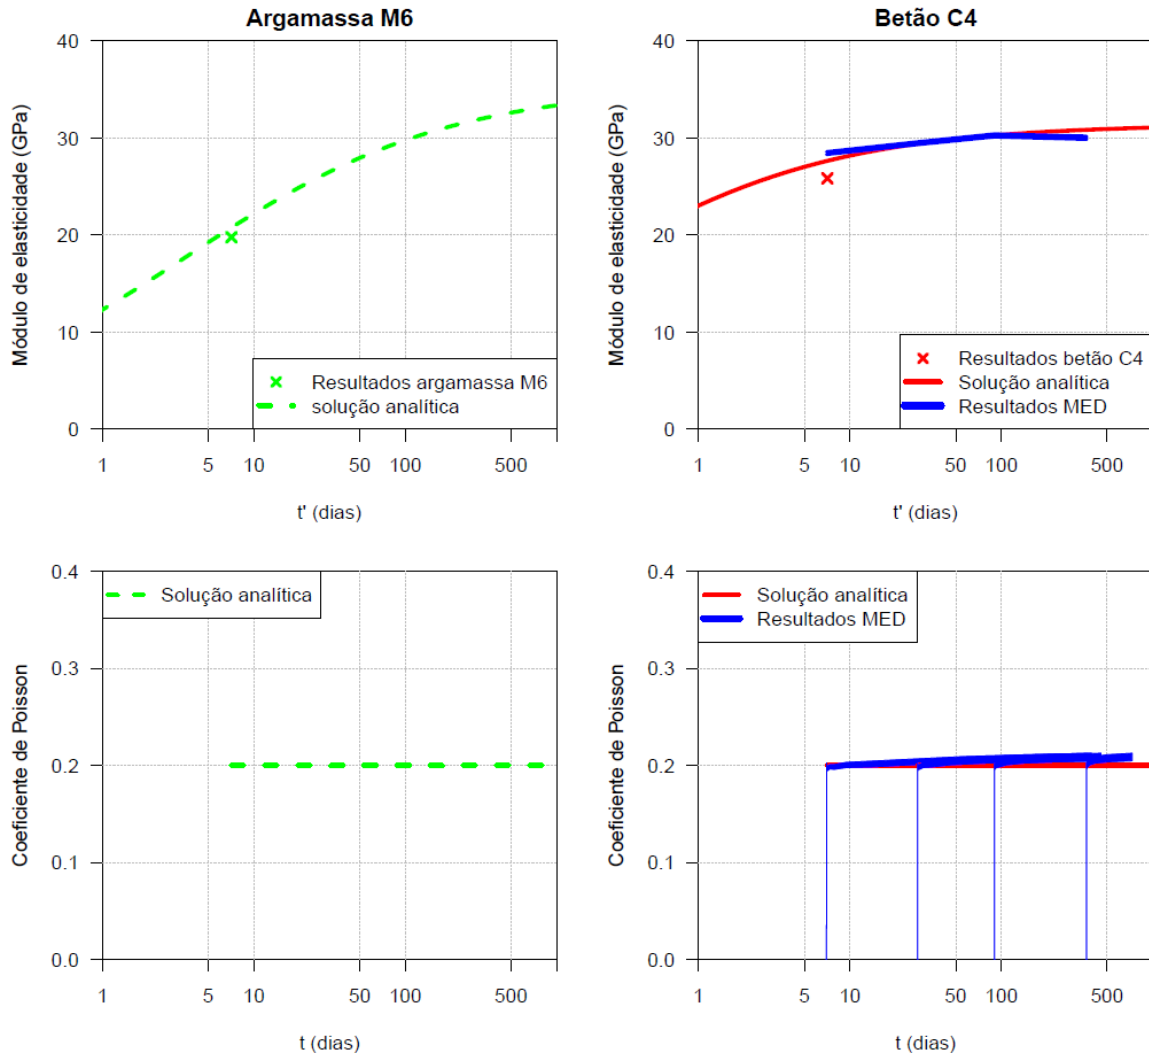 Argamassa M6
Módulo de elasticidade (GPa)
40
30
20
10
0
Resultados argamassa M6
solução analítica
1 5 10 50 100 500
t' (dias)
Betão C4
Módulo de elasticidade (GPa)
40
30
20
10
0
Resultados betão C4
Solução analítica
Resultados MED
1 5 10 50 100 500
t' (dias)
Coeficiente de Poisson
0.4
0.3
0.2
0.1
0.0
Solução analítica
1 5 10 50 100 500
t (dias)
Coeficiente de Poisson
0.4
0.3
0.2
0.1
0.0
Solução analítica
Resultados MED
1 5 10 50 100 500
t (dias)